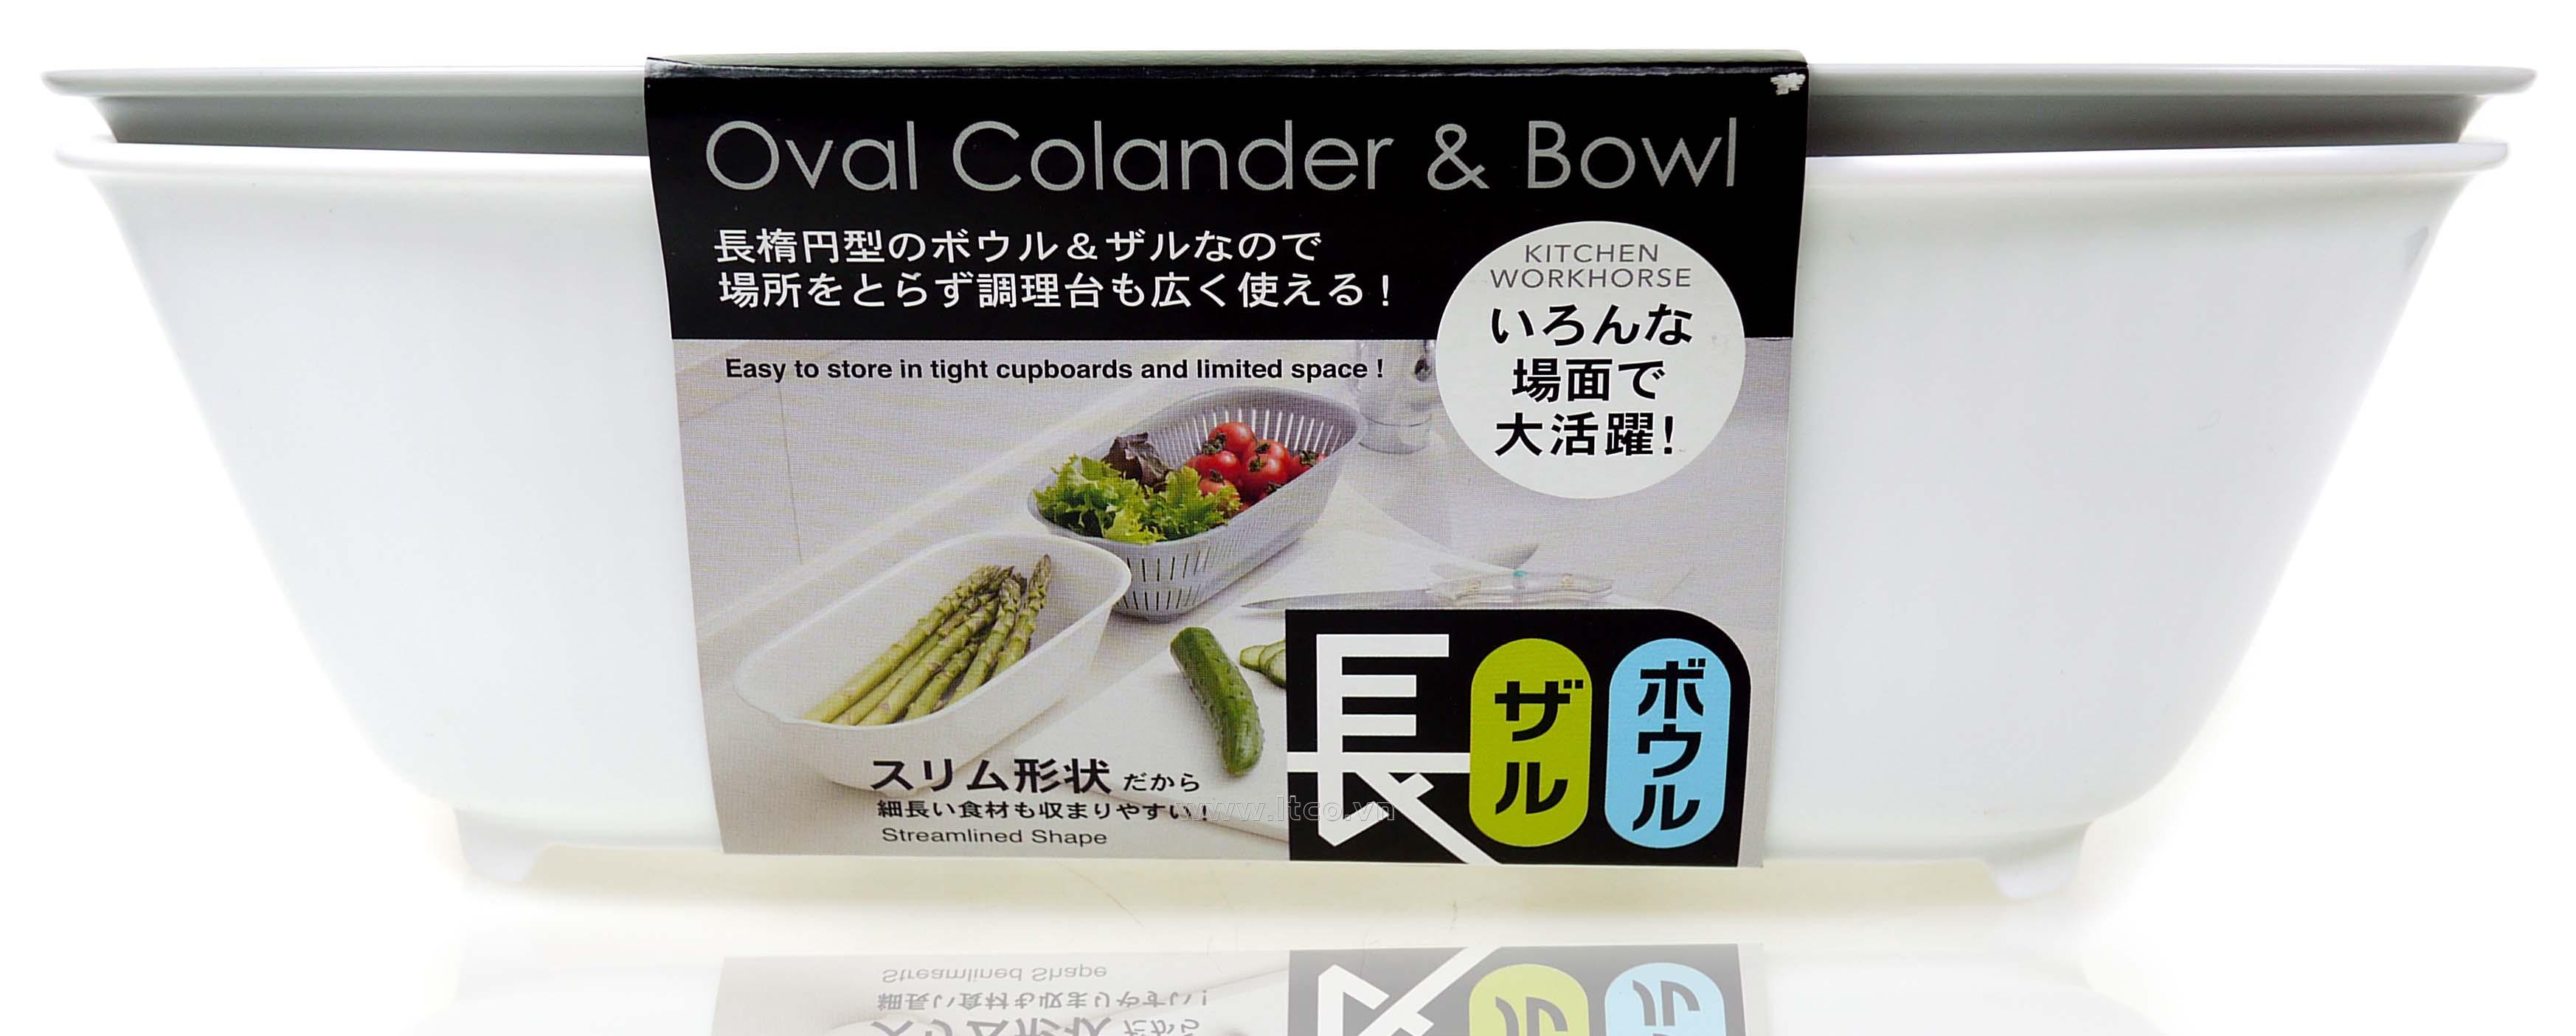 Oval Colander & Bowl
長楕円型のボウル＆ザルなので
場所をとらず調理台も広く使える！
KITCHEN
WORKHORSE
いろんな
場面で
大活躍！
Easy to store in tight cupboards and limited space !
長
ザル
ボウル
スリム形状だから
細長い食材も収まりやすい！
Streamlined Shape
www.ltco.vn